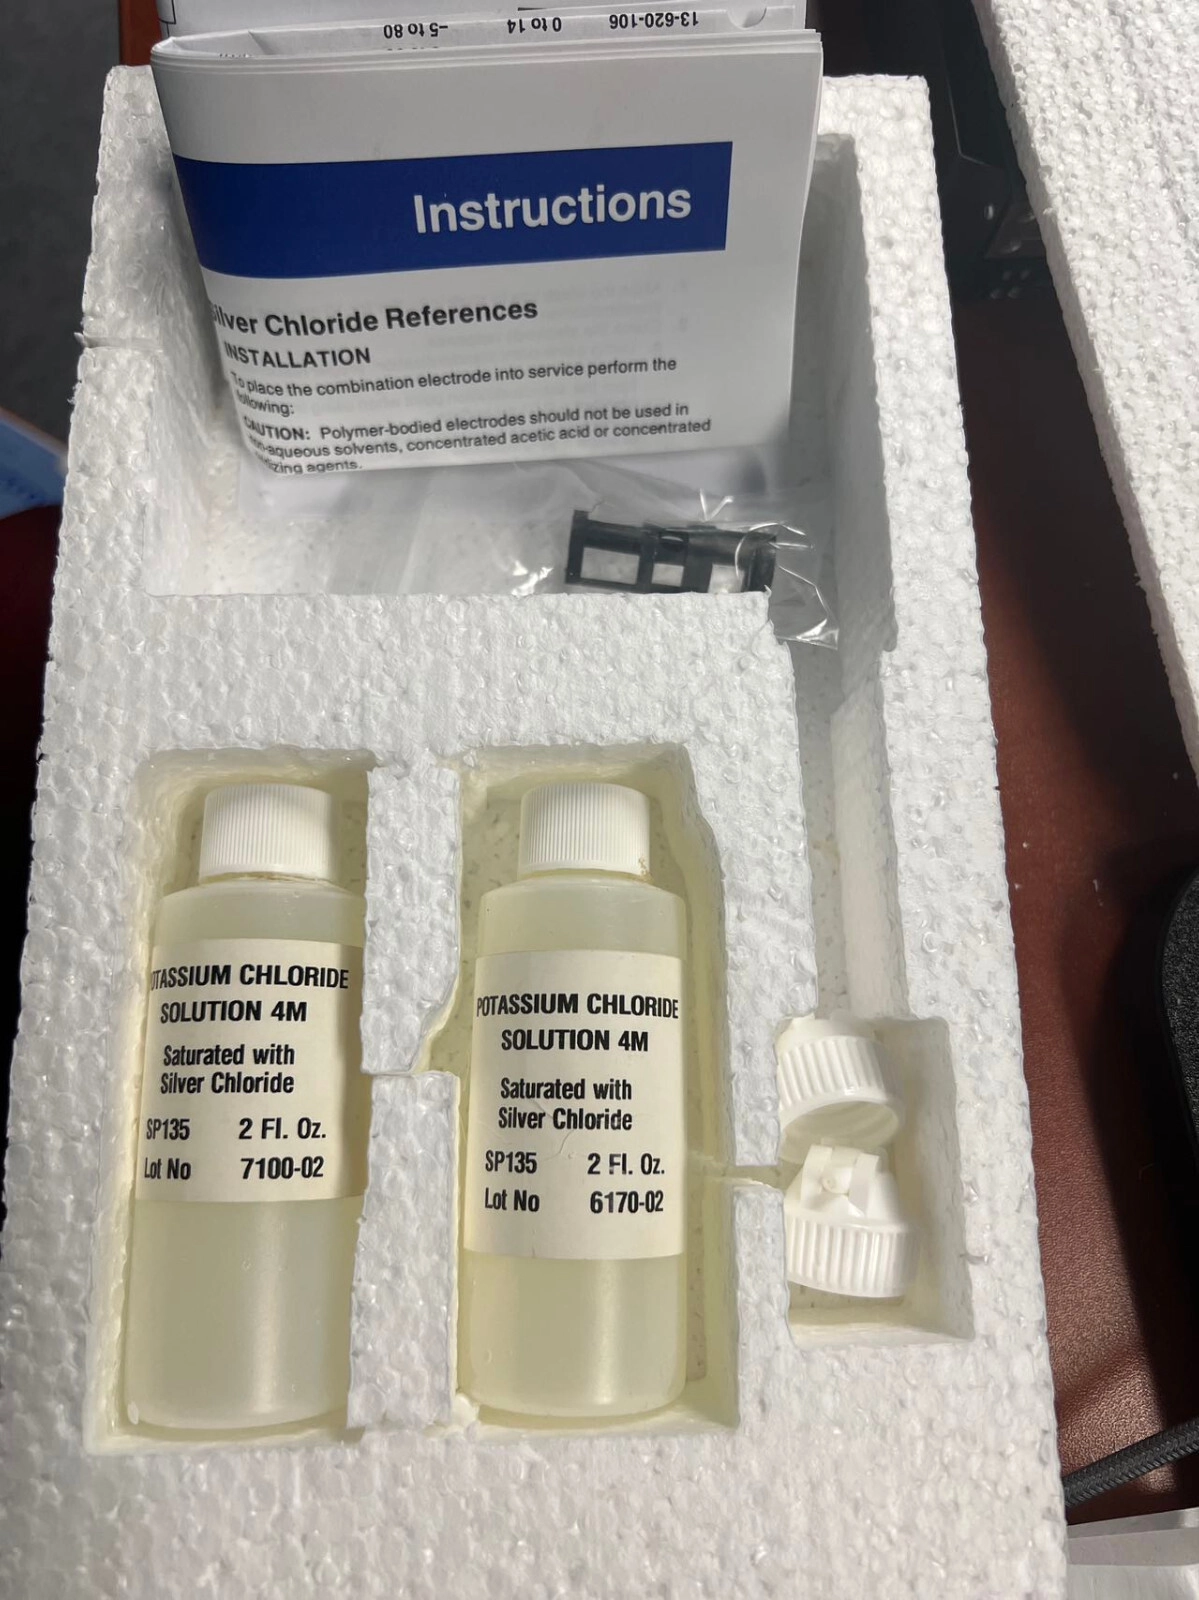 13-620-106 0 to 14 -5 to 80
Instructions
Silver Chloride References
INSTALLATION
To place the combination electrode into service perform the
following:
CAUTION: Polymer-bodied electrodes should not be used in
non-aqueous solvents, concentrated acetic acid or concentrated
agents.
POTASSIUM CHLORIDE
SOLUTION 4M
Saturated with
Silver Chloride
SP135 2 Fl. Oz.
Lot No 7100-02
POTASSIUM CHLORIDE
SOLUTION 4M
Saturated with
Silver Chloride
SP135 2 Fl. Oz.
Lot No 6170-02